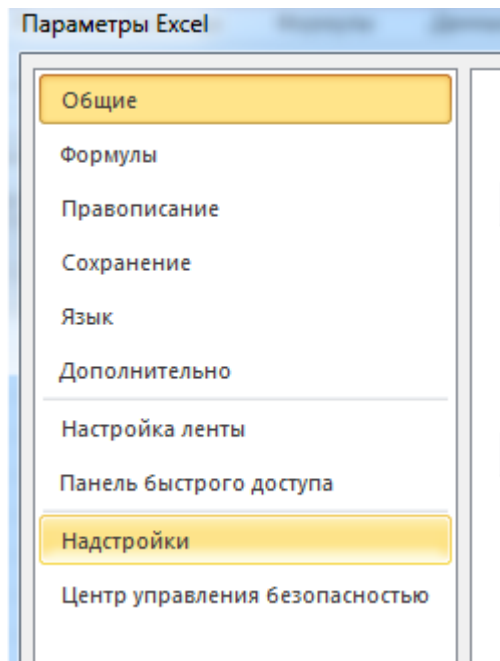 Параметры Excel
Общие
Формулы
Правописание
Сохранение
Язык
Дополнительно
Настройка ленты
Панель быстрого доступа
Надстройки
Центр управления безопасностью